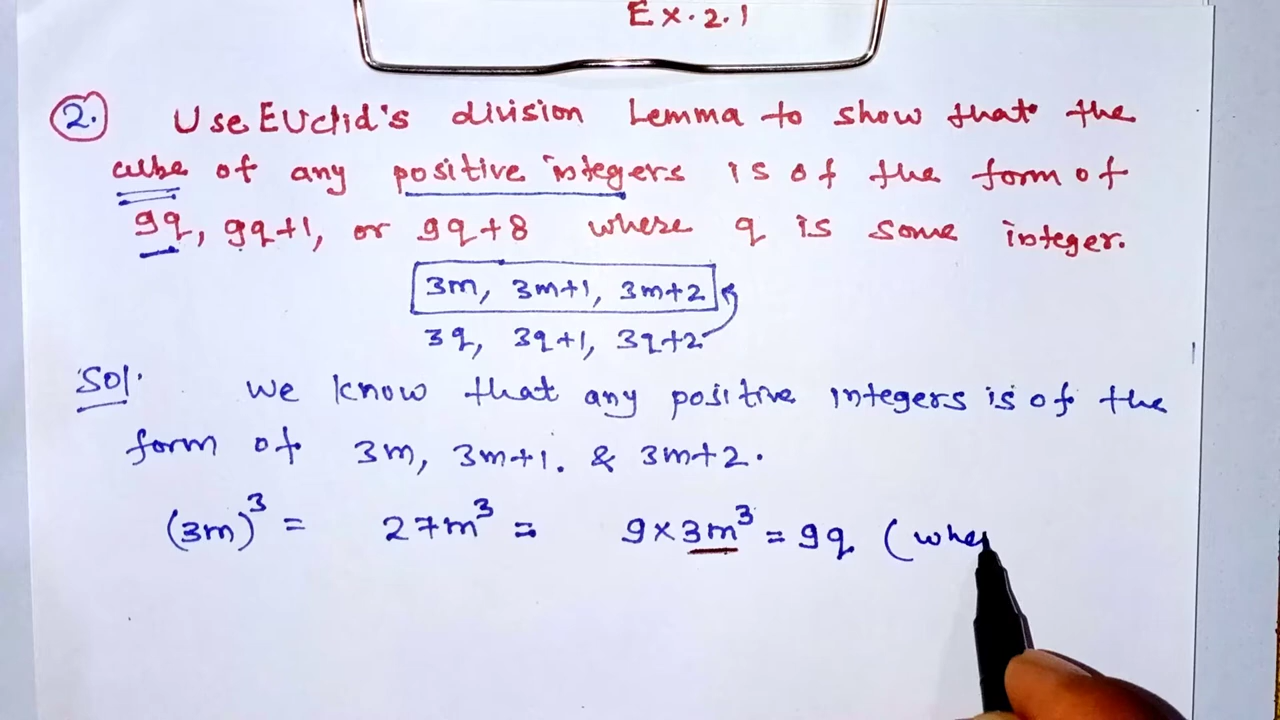 Ex. 2.1
2. Use Euclid's division Lemma to show that the
cube of any positive integers is of the form of
9q, 9q+1, or 9q+8 where q is some integer.
3m, 3m+1, 3m+2
3q, 3q+1, 3q+2
Sol. We know that any positive integers is of the
form of 3m, 3m+1. & 3m+2.
(3m)³ = 27m³ = 9×3m³ = 9q (whe